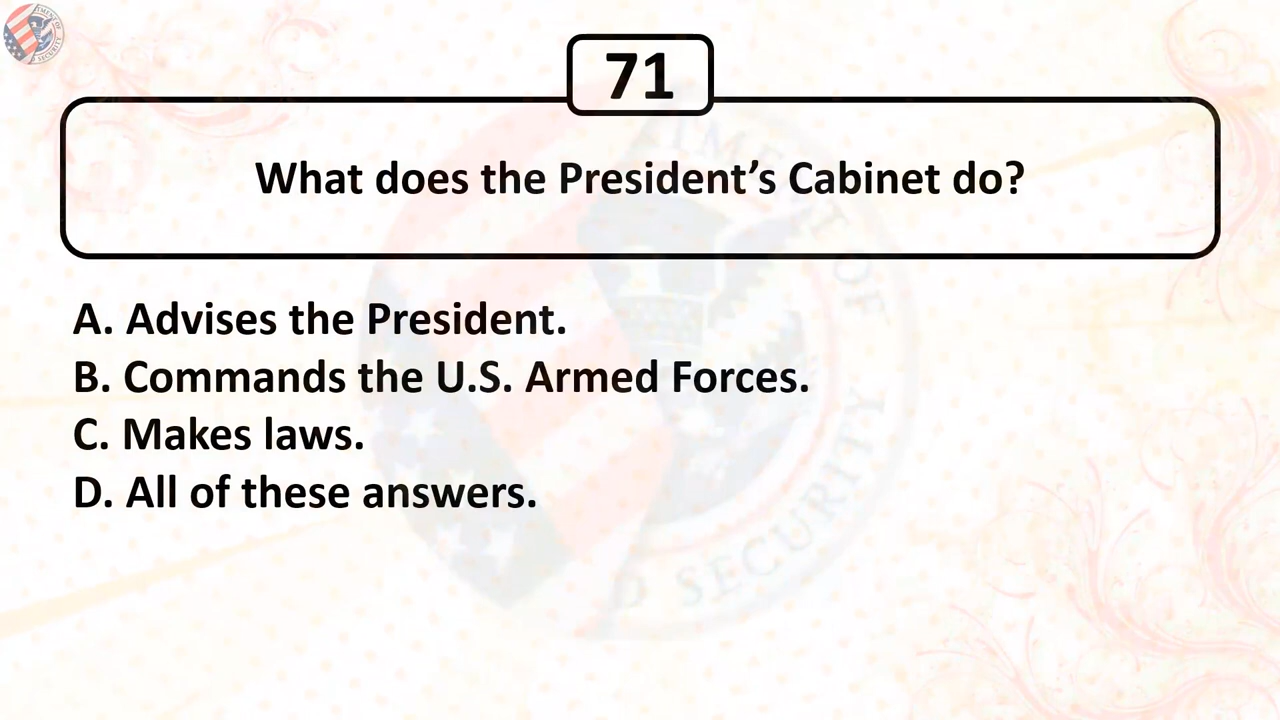 71
What does the President’s Cabinet do?
A. Advises the President.
B. Commands the U.S. Armed Forces.
C. Makes laws.
D. All of these answers.
SECURITY